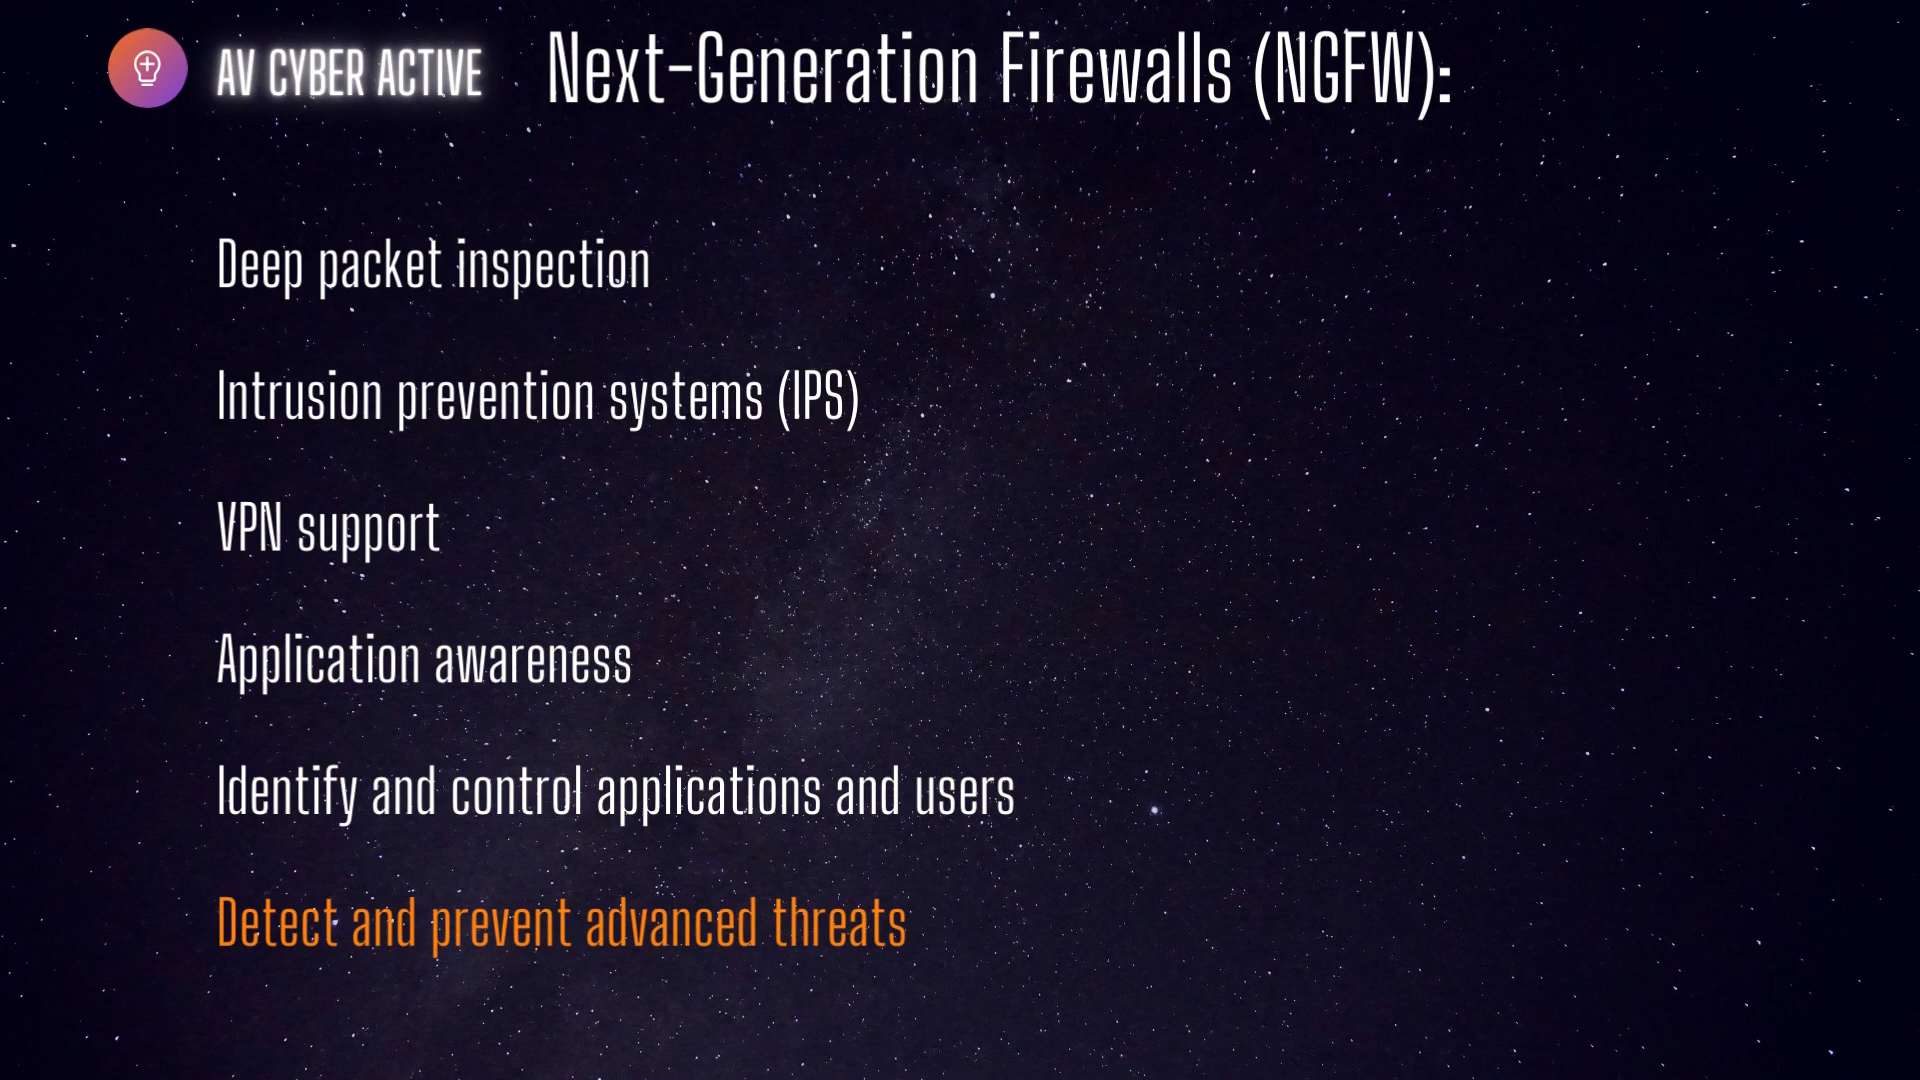 AV CYBER ACTIVE
Next-Generation Firewalls (NGFW):
Deep packet inspection
Intrusion prevention systems (IPS)
VPN support
Application awareness
Identify and control applications and users
Detect and prevent advanced threats